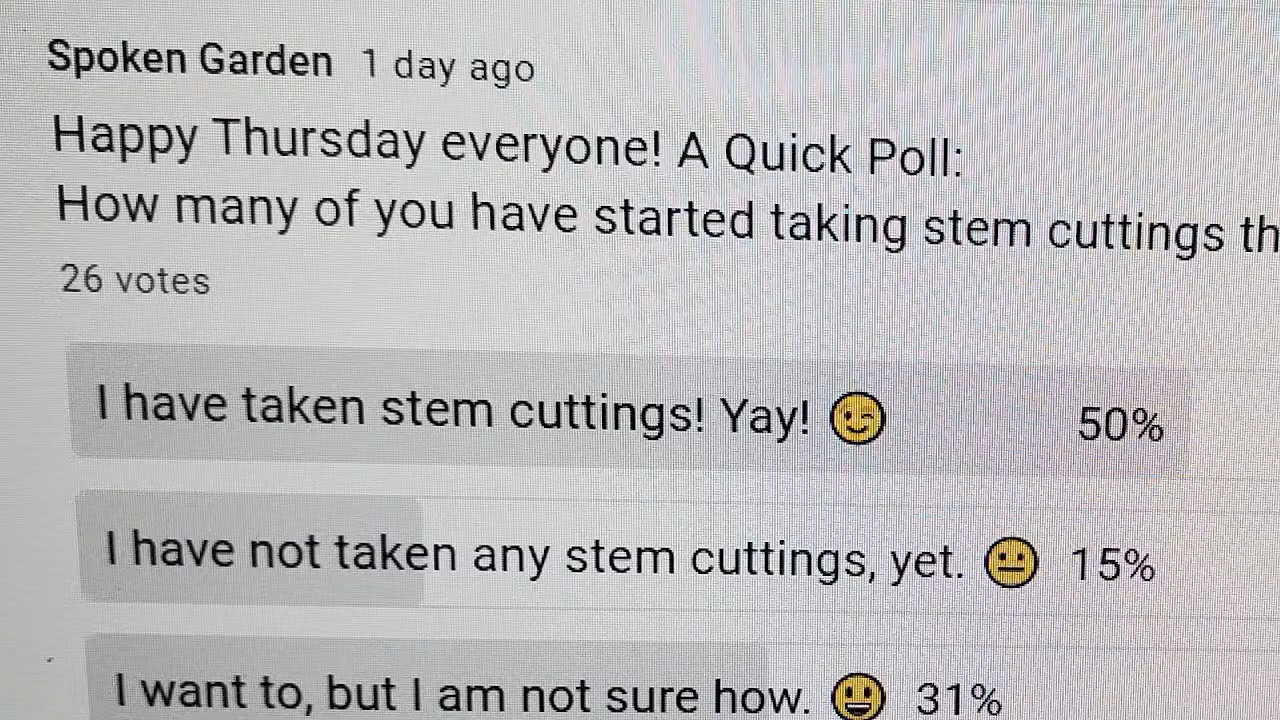 Spoken Garden 1 day ago
Happy Thursday everyone! A Quick Poll:
How many of you have started taking stem cuttings th
26 votes
I have taken stem cuttings! Yay! 😉 50%
I have not taken any stem cuttings, yet. 😐 15%
I want to, but I am not sure how. 😃 31%